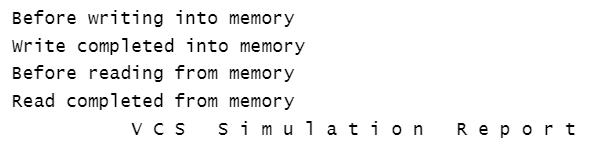 Before writing into memory
Write completed into memory
Before reading from memory
Read completed from memory
V C S   S i m u l a t i o n   R e p o r t